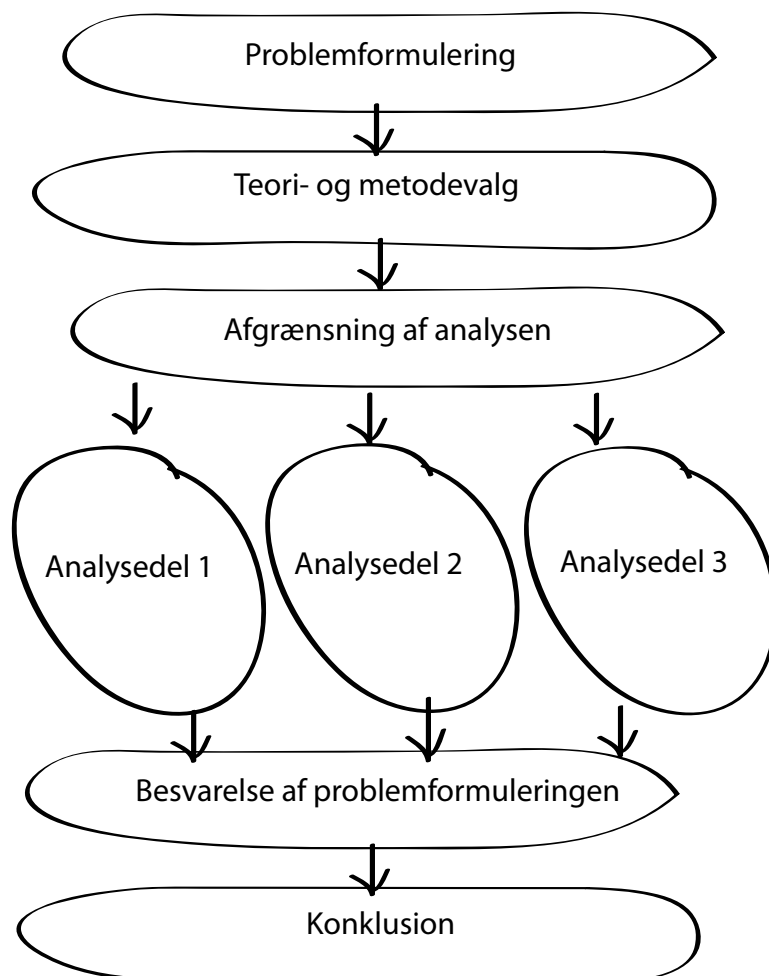 Problemformulering
Teori- og metodevalg
Afgrænsning af analysen
Analysedel 1
Analysedel 2
Analysedel 3
Besvarelse af problemformuleringen
Konklusion